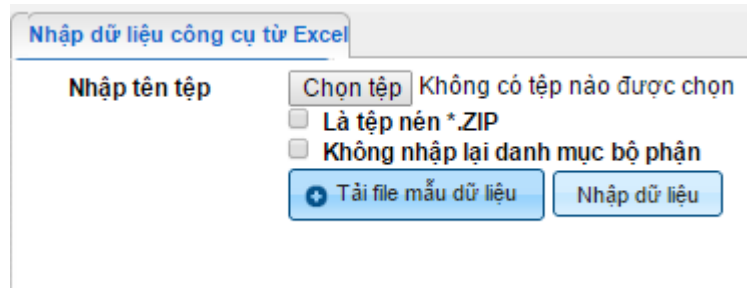 Nhập dữ liệu công cụ từ Excel
Nhập tên tệp Chọn tệp Không có tệp nào được chọn
Là tệp nén *.ZIP
Không nhập lại danh mục bộ phận
Tải file mẫu dữ liệu Nhập dữ liệu